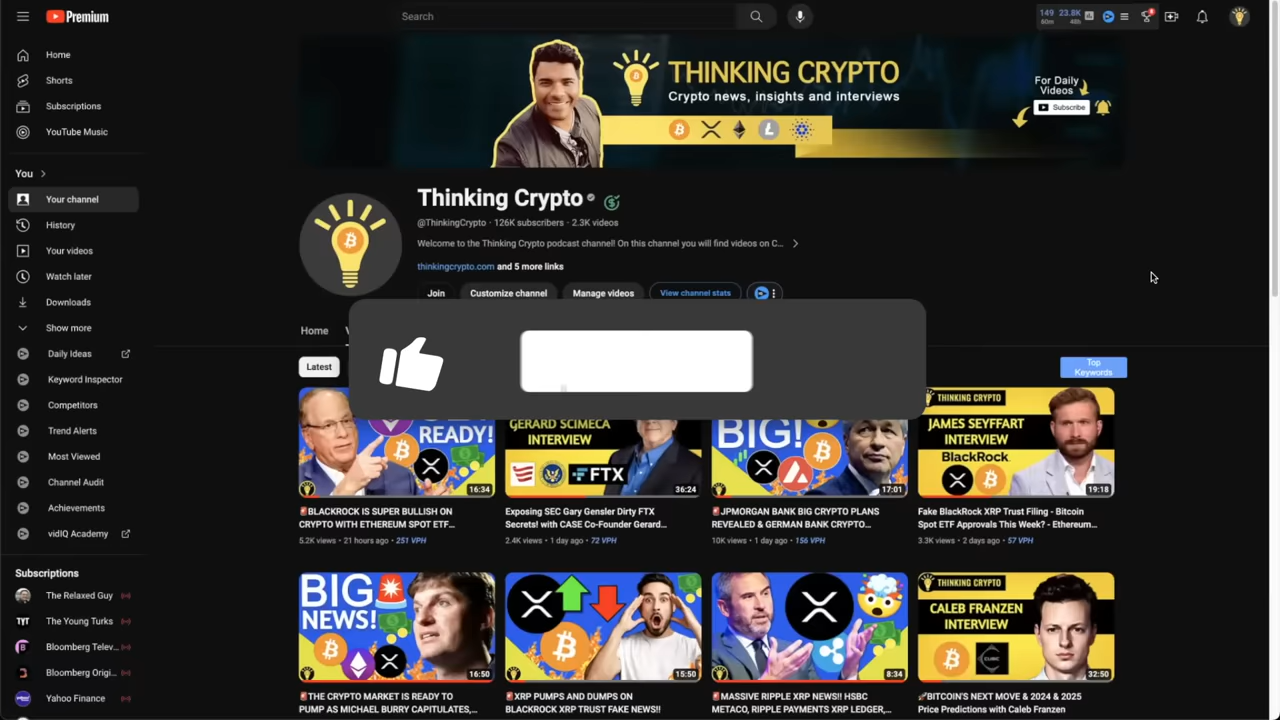 Premium
Search
149 23.8K
60m 48h
Home
Shorts
Subscriptions
YouTube Music
You
Your channel
History
Your videos
Watch later
Downloads
Show more
Daily Ideas
Keyword Inspector
Competitors
Trend Alerts
Most Viewed
Channel Audit
Achievements
vidIQ Academy
Subscriptions
The Relaxed Guy
The Young Turks
Bloomberg Telev...
Bloomberg Origi...
Yahoo Finance
THINKING CRYPTO
Crypto news, insights and interviews
For Daily
Videos
Subscribe
Thinking Crypto
@ThinkingCrypto · 126K subscribers · 2.3K videos
Welcome to the Thinking Crypto podcast channel! On this channel you will find videos on C...
thinkingcrypto.com and 5 more links
Join
Customize channel
Manage videos
View channel stats
Home
Latest
Top
Keywords
READY!
16:34
GERARD SCIMECA
INTERVIEW
FTX
36:24
BIG!
17:01
THINKING CRYPTO
JAMES SEYFFART
INTERVIEW
BlackRock
19:18
🚨BLACKROCK IS SUPER BULLISH ON
CRYPTO WITH ETHEREUM SPOT ETF...
5.2K views · 21 hours ago · 251 VPH
Exposing SEC Gary Gensler Dirty FTX
Secrets! with CASE Co-Founder Gerard...
2.4K views · 1 day ago · 72 VPH
🚨JPMORGAN BANK BIG CRYPTO PLANS
REVEALED & GERMAN BANK CRYPTO...
10K views · 1 day ago · 156 VPH
Fake BlackRock XRP Trust Filing - Bitcoin
Spot ETF Approvals This Week? - Ethereum...
3.3K views · 2 days ago · 57 VPH
BIG
NEWS!
16:50
15:50
8:34
THINKING CRYPTO
CALEB FRANZEN
INTERVIEW
CUBIC
32:50
🚨THE CRYPTO MARKET IS READY TO
PUMP AS MICHAEL BURRY CAPITULATES,...
🚨XRP PUMPS AND DUMPS ON
BLACKROCK XRP TRUST FAKE NEWS!!
🚨MASSIVE RIPPLE XRP NEWS!! HSBC
METACO, RIPPLE PAYMENTS XRP LEDGER,...
🚀BITCOIN'S NEXT MOVE & 2024 & 2025
Price Predictions with Caleb Franzen